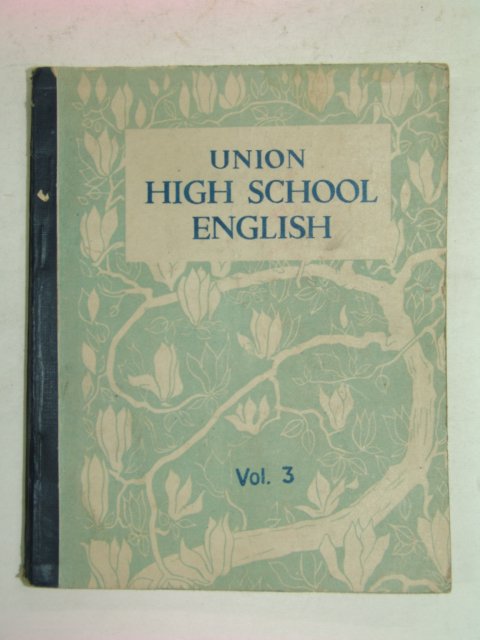 UNION
HIGH SCHOOL
ENGLISH
Vol. 3